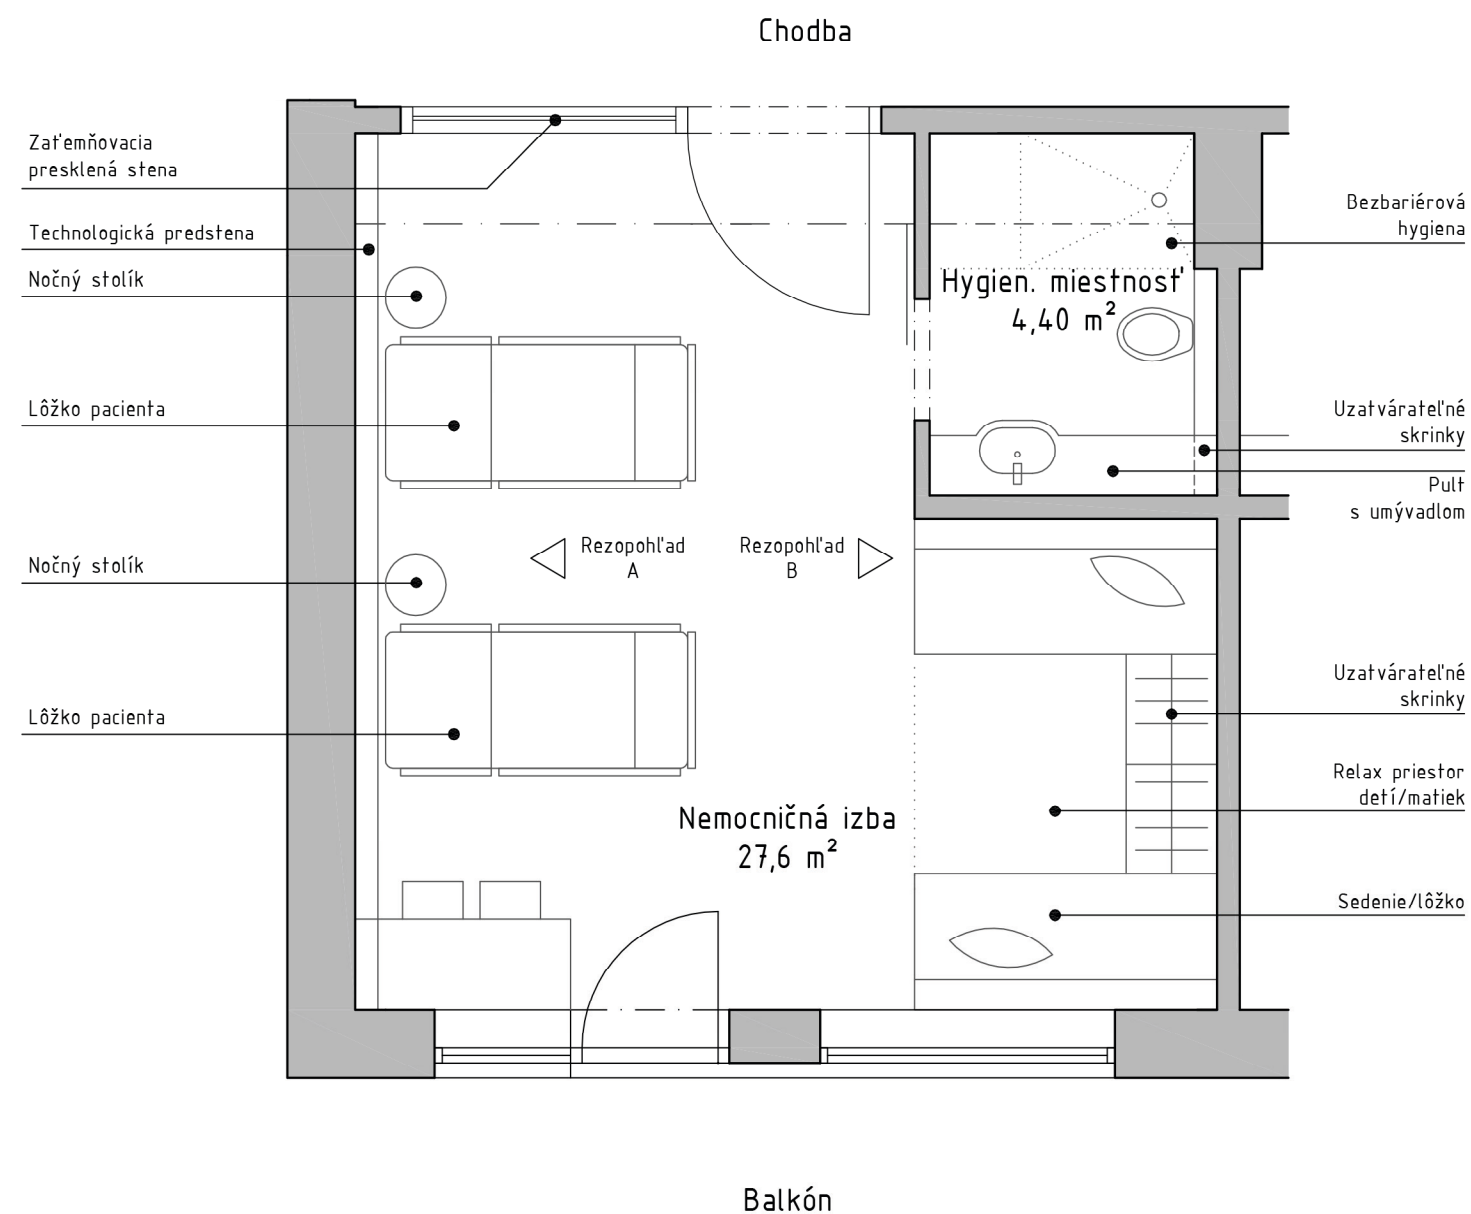 Chodba
Zaťemňovacia
presklená stena
Technologická predstena
Nočný stolík
Lôžko pacienta
Nočný stolík
Lôžko pacienta
Hygien. miestnosť
4,40 m²
Rezopohľad
A
Rezopohľad
B
Nemocničná izba
27,6 m²
Bezbariérová
hygiena
Uzatvárateľné
skrinky
Pult
s umývadlom
Uzatvárateľné
skrinky
Relax priestor
detí/matiek
Sedenie/lôžko
Balkón